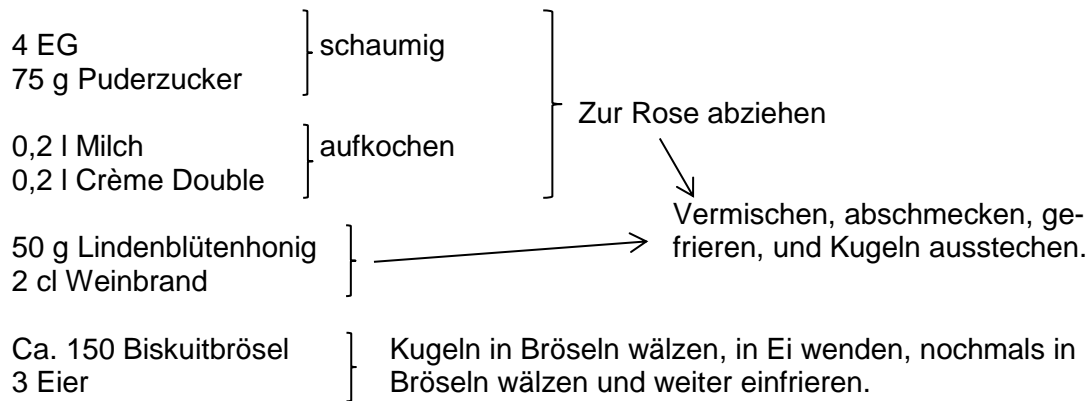 4 EG
75 g Puderzucker
schaumig
0,2 l Milch
0,2 l Crème Double
aufkochen
Zur Rose abziehen
50 g Lindenblütenhonig
2 cl Weinbrand
Vermischen, abschmecken, ge-
frieren, und Kugeln ausstechen.
Ca. 150 Biskuitbrösel
3 Eier
Kugeln in Bröseln wälzen, in Ei wenden, nochmals in
Bröseln wälzen und weiter einfrieren.